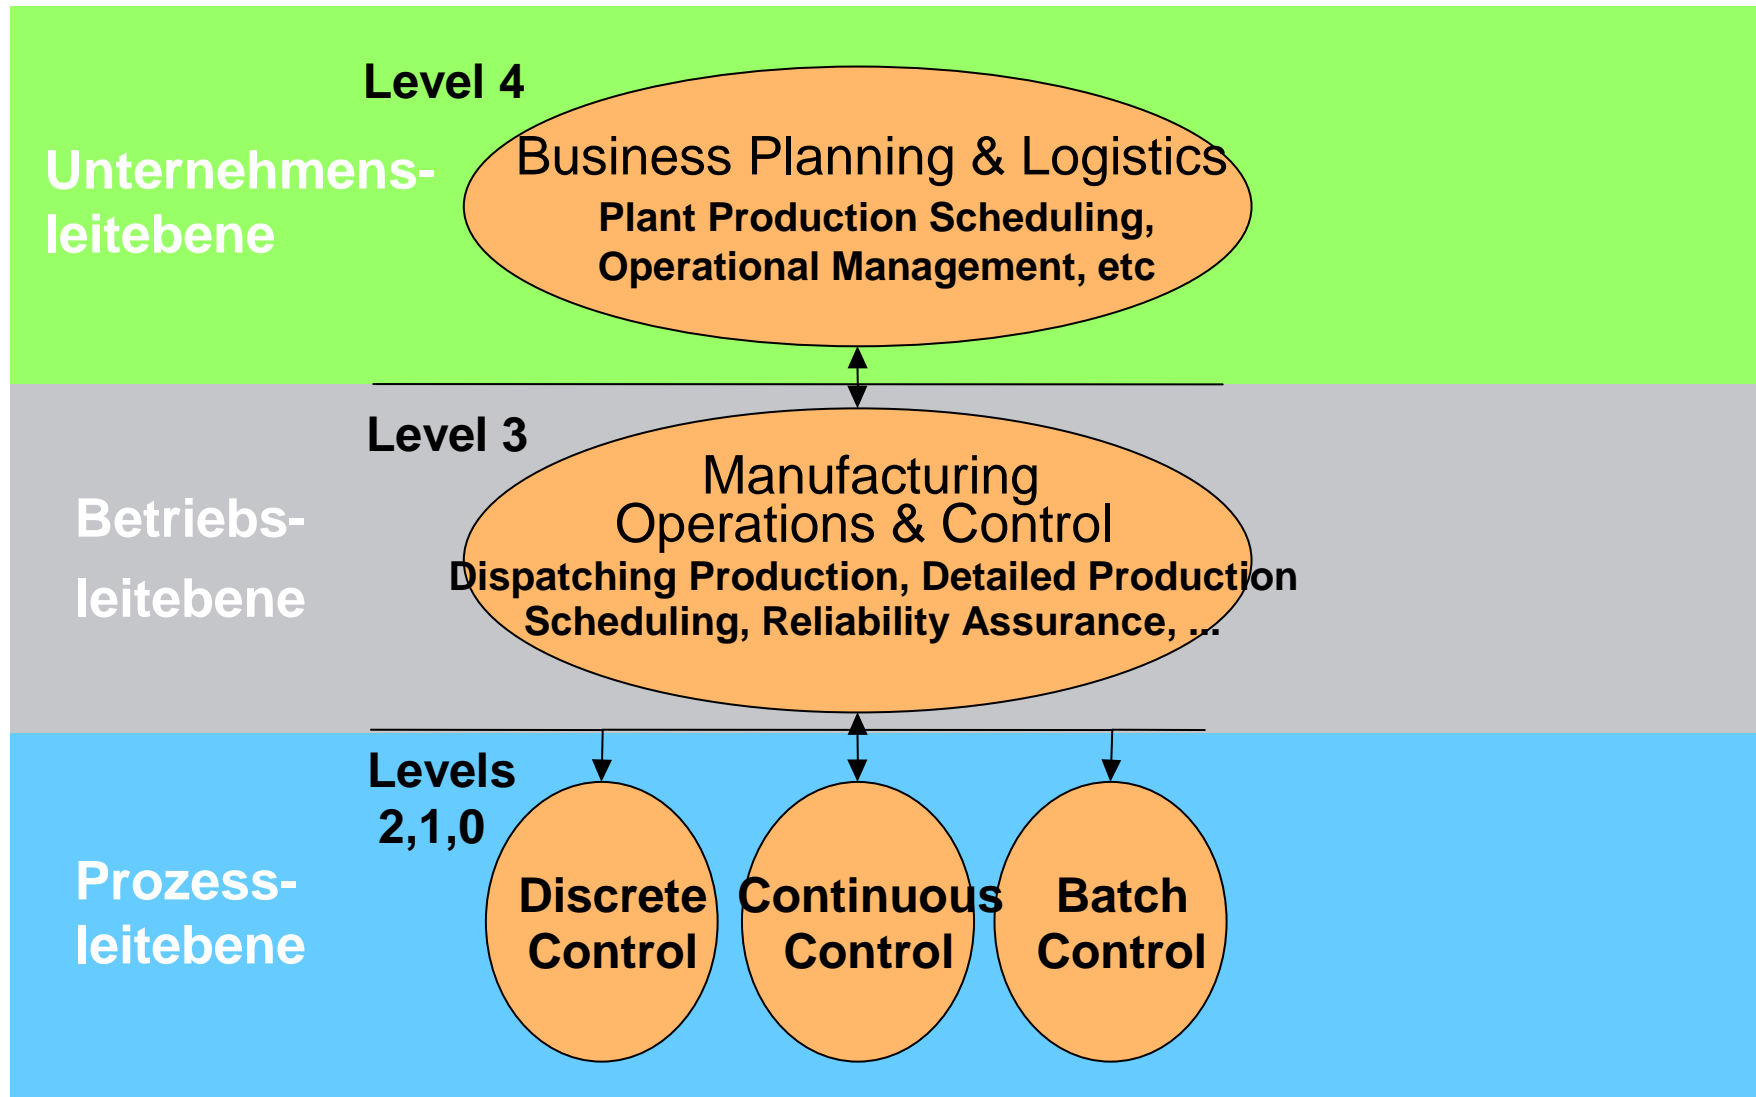 Level 4
Unternehmens-
leitebene
Business Planning & Logistics
Plant Production Scheduling,
Operational Management, etc
Level 3
Betriebs-
leitebene
Manufacturing
Operations & Control
Dispatching Production, Detailed Production
Scheduling, Reliability Assurance, ...
Levels
2,1,0
Prozess-
leitebene
Discrete
Control
Continuous
Control
Batch
Control